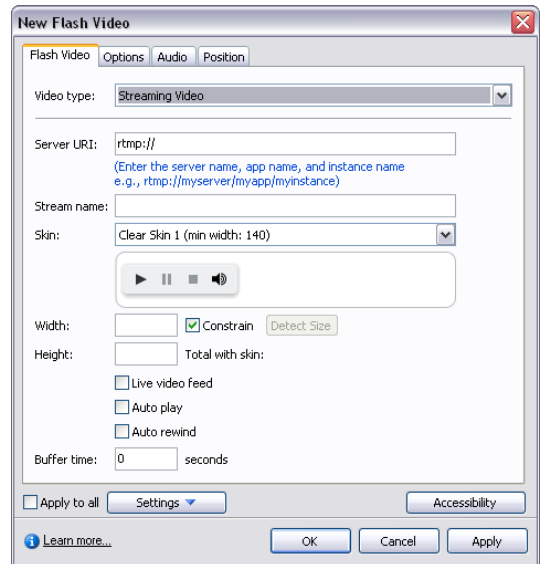 New Flash Video
Flash Video Options Audio Position
Video type: Streaming Video
Server URI: rtmp://
(Enter the server name, app name, and instance name
e.g., rtmp://myserver/myapp/myinstance)
Stream name:
Skin: Clear Skin 1 (min width: 140)
Width: Constrain Detect Size
Height: Total with skin:
Live video feed
Auto play
Auto rewind
Buffer time: 0 seconds
Apply to all Settings Accessibility
Learn more... OK Cancel Apply